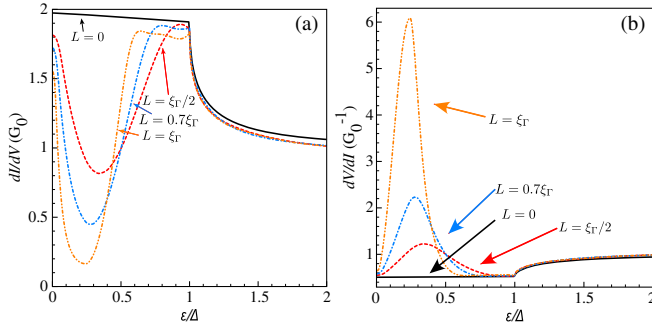 (a)
L = 0
L = ξΓ/2
L = 0.7ξΓ
L = ξΓ
dI/dV (G0)
2
1.5
1
0.5
0
0 0.5 1 1.5 2
ε/Δ
(b)
L = ξΓ
L = 0.7ξΓ
L = 0
L = ξΓ/2
dV/dI (G0-1)
6
5
4
3
2
1
0 0.5 1 1.5 2
ε/Δ